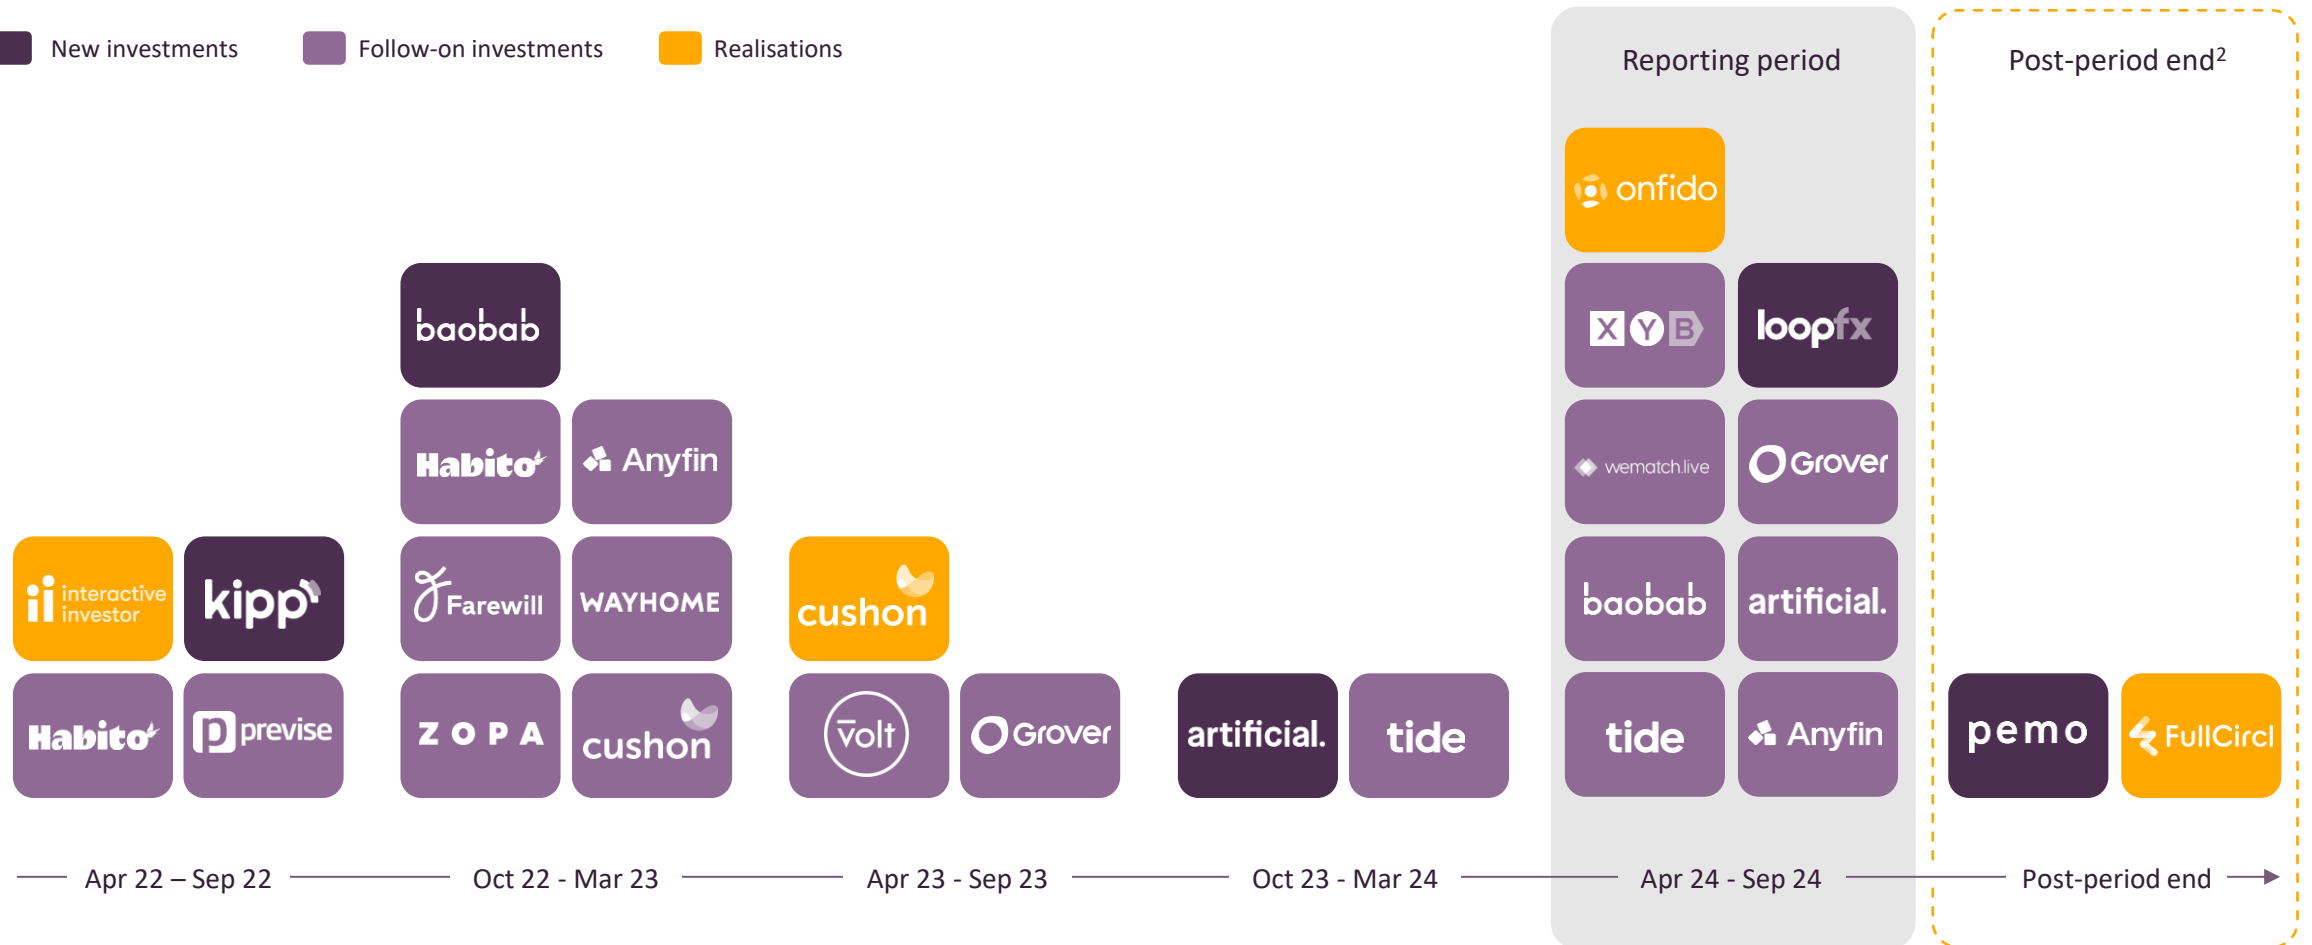 New investments
Follow-on investments
Realisations
Reporting period
Post-period end2
onfido
baobab
XYB
loopfx
Habito
Anyfin
wematch.live
Grover
interactive
investor
kipp
Farewill
WAYHOME
cushon
baobab
artificial.
Habito
previse
ZOPA
cushon
volt
Grover
artificial.
tide
tide
Anyfin
pemo
FullCircl
Apr 22 – Sep 22
Oct 22 - Mar 23
Apr 23 - Sep 23
Oct 23 - Mar 24
Apr 24 - Sep 24
Post-period end